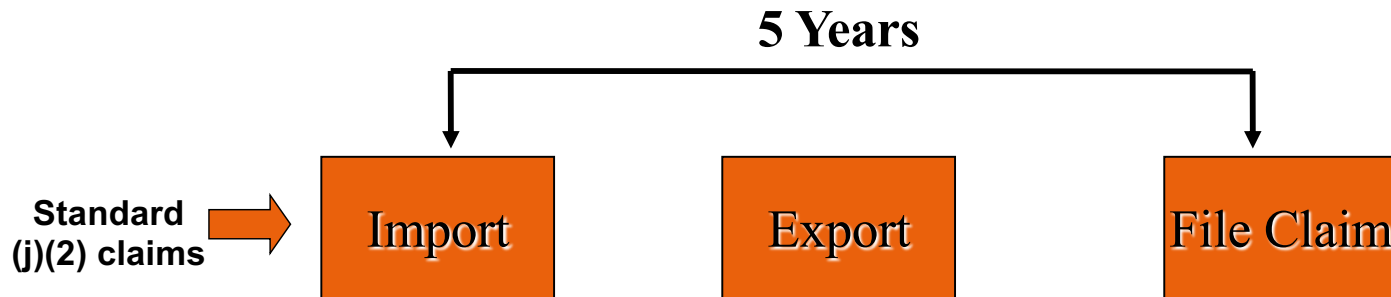 5 Years
Standard
(j)(2) claims
Import
Export
File Claim